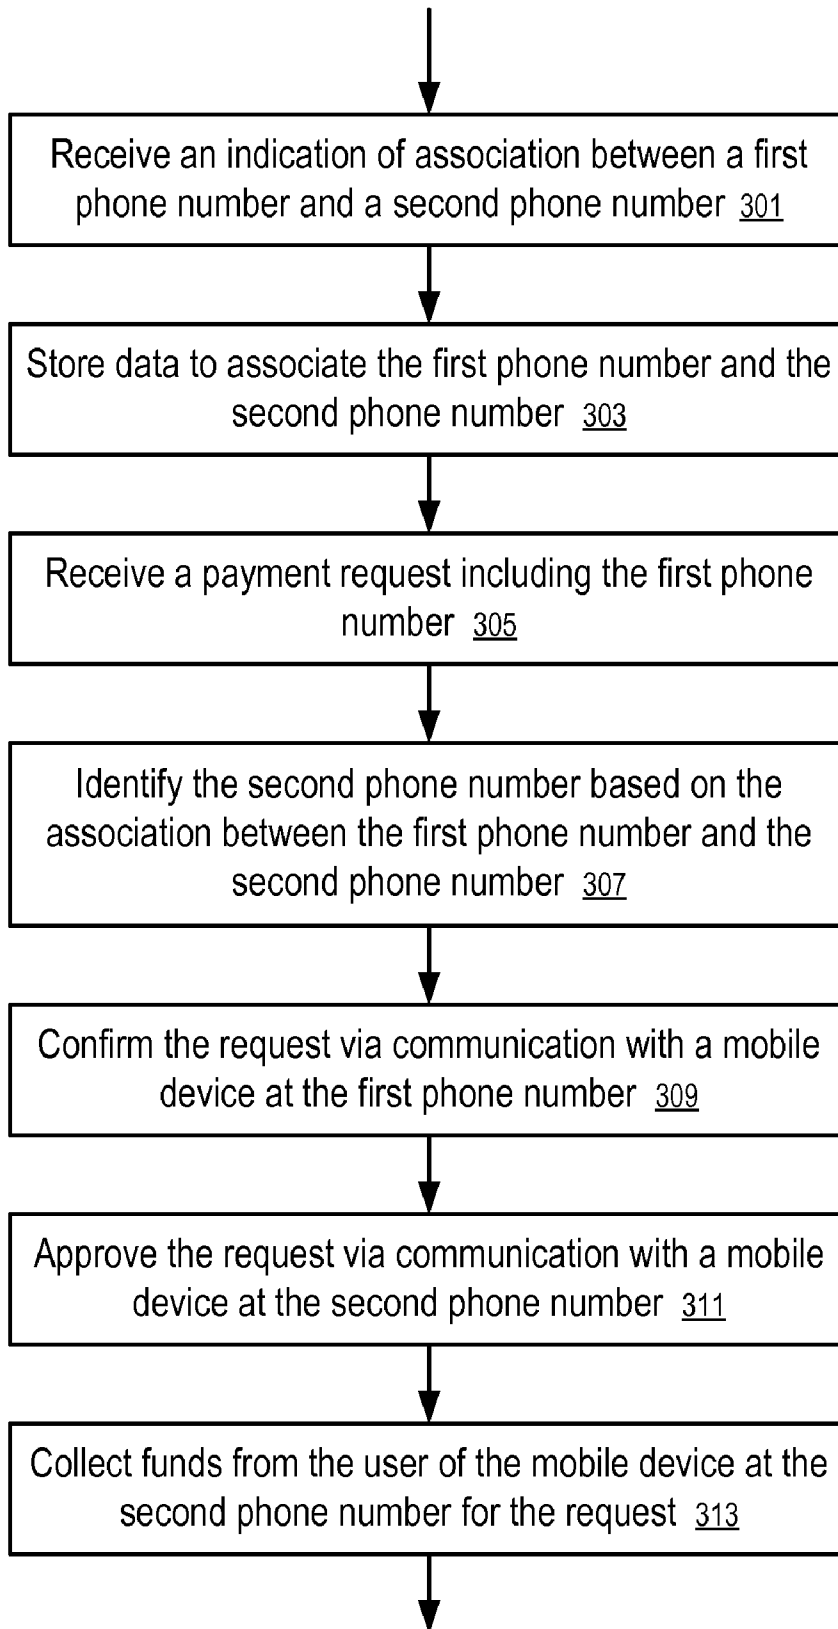 Receive an indication of association between a first
phone number and a second phone number 301
Store data to associate the first phone number and the
second phone number 303
Receive a payment request including the first phone
number 305
Identify the second phone number based on the
association between the first phone number and the
second phone number 307
Confirm the request via communication with a mobile
device at the first phone number 309
Approve the request via communication with a mobile
device at the second phone number 311
Collect funds from the user of the mobile device at the
second phone number for the request 313